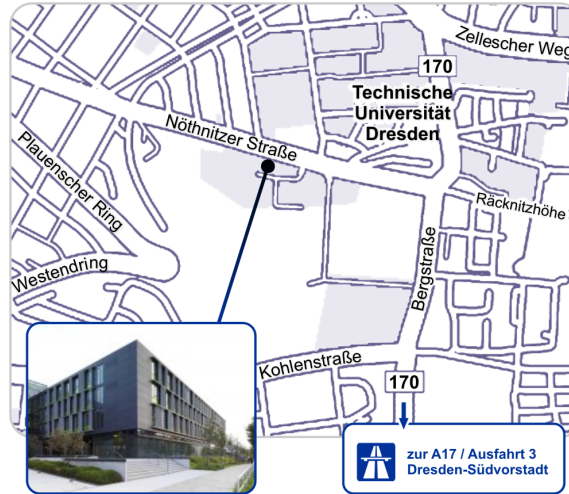 Zellescher Weg
170
Technische
Universität
Dresden
Nöthnitzer Straße
Plauenscher Ring
Räcknitzhöhe
Westendring
Bergstraße
Kohlenstraße
170
zur A17 / Ausfahrt 3
Dresden-Südvorstadt